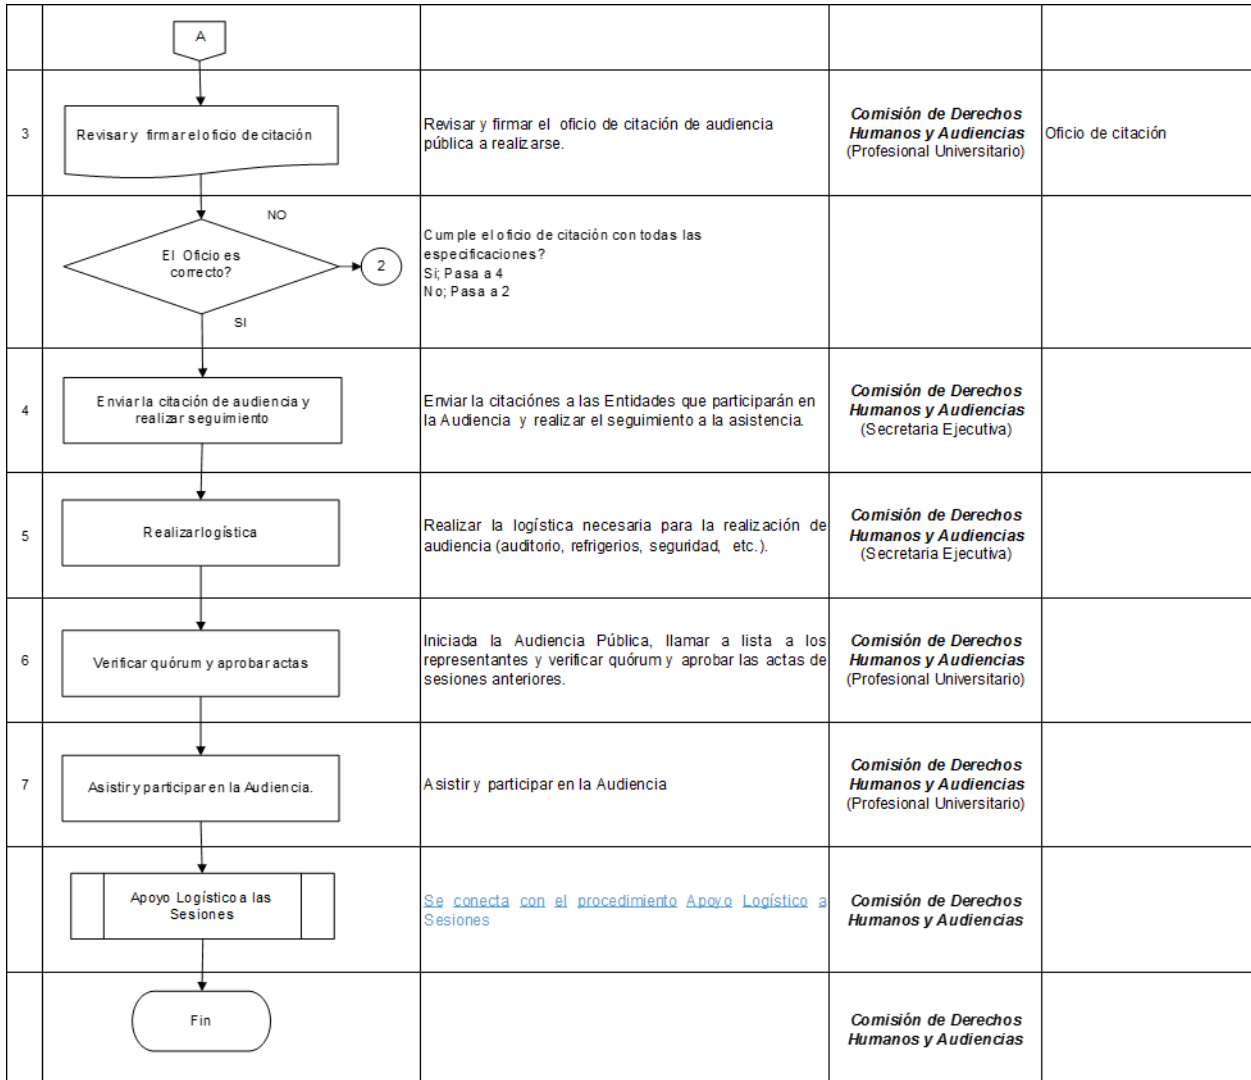 A
3
Revisar y firmar el oficio de citación
Revisar y firmar el oficio de citación de audiencia
pública a realizarse.
Comisión de Derechos
Humanos y Audiencias
(Profesional Universitario)
Oficio de citación
NO
El Oficio es
correcto?
2
Cumple el oficio de citación con todas las
especificaciones?
Si; Pasa a 4
No; Pasa a 2
SI
4
Enviar la citación de audiencia y
realizar seguimiento
Enviar la citaciónes a las Entidades que participarán en
la Audiencia y realizar el seguimiento a la asistencia.
Comisión de Derechos
Humanos y Audiencias
(Secretaria Ejecutiva)
5
Realizar logística
Realizar la logística necesaria para la realización de
audiencia (auditorio, refrigerios, seguridad, etc.).
Comisión de Derechos
Humanos y Audiencias
(Secretaria Ejecutiva)
6
Verificar quórum y aprobar actas
Iniciada la Audiencia Pública, llamar a lista a los
representantes y verificar quórum y aprobar las actas de
sesiones anteriores.
Comisión de Derechos
Humanos y Audiencias
(Profesional Universitario)
7
Asistir y participar en la Audiencia.
Asistir y participar en la Audiencia
Comisión de Derechos
Humanos y Audiencias
(Profesional Universitario)
Apoyo Logístico a las
Sesiones
Se conecta con el procedimiento Apoyo Logístico a
Sesiones
Comisión de Derechos
Humanos y Audiencias
Fin
Comisión de Derechos
Humanos y Audiencias